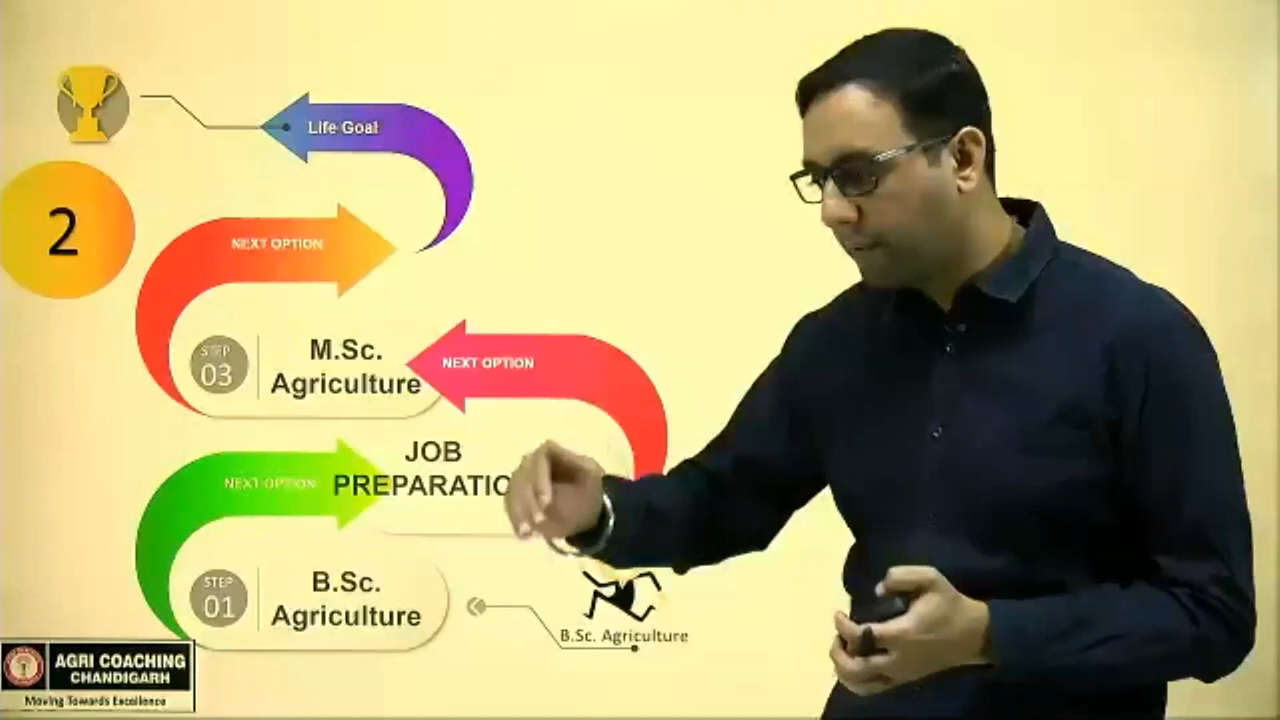 Life Goal
2
NEXT OPTION
STEP
03
M.Sc.
Agriculture
NEXT OPTION
JOB
NEXT OPTION
STEP
01
B.Sc.
Agriculture
B.Sc. Agriculture
AGRI COACHING
CHANDIGARH
Moving Towards Excellence